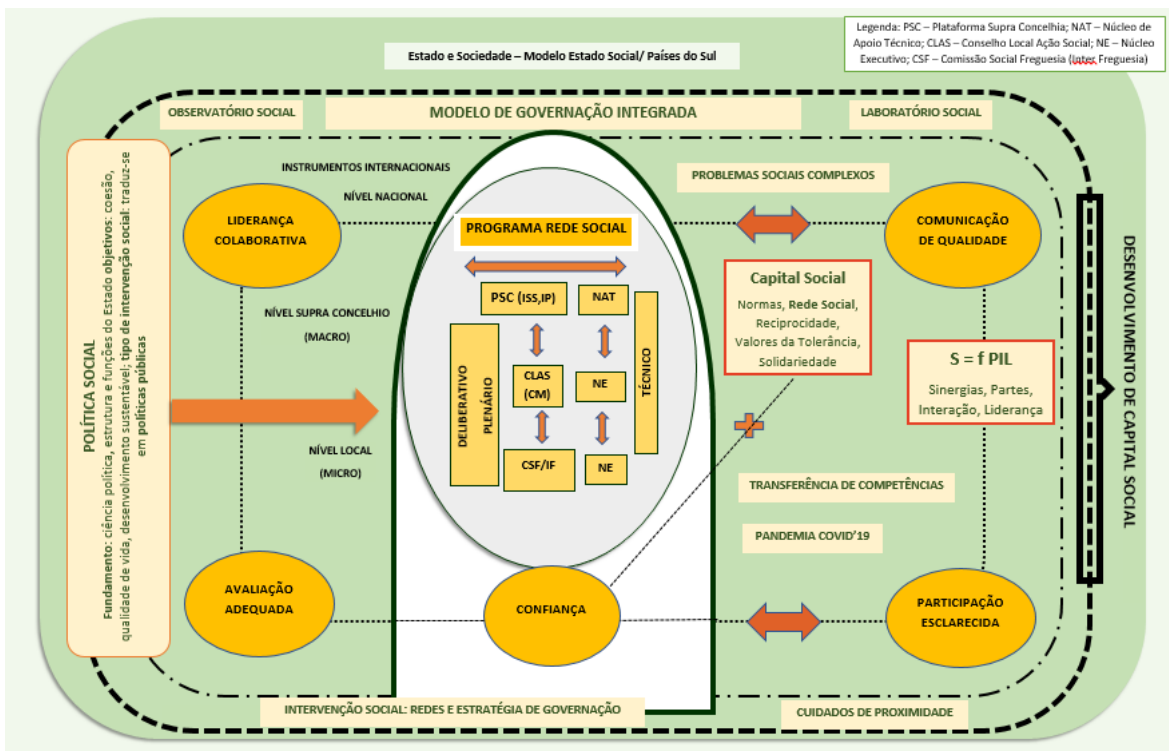 Legenda: PSC – Plataforma Supra Concelhia; NAT – Núcleo de
Apoio Técnico; CLAS – Conselho Local Ação Social; NE – Núcleo
Executivo; CSF – Comissão Social Freguesia (Inter Freguesia)
Estado e Sociedade – Modelo Estado Social/ Países do Sul
OBSERVATÓRIO SOCIAL
MODELO DE GOVERNAÇÃO INTEGRADA
LABORATÓRIO SOCIAL
POLÍTICA SOCIAL
Fundamento: ciência política, estrutura e funções do Estado objetivos: coesão,
qualidade de vida, desenvolvimento sustentável; tipo de intervenção social: traduz-se
em políticas públicas
INSTRUMENTOS INTERNACIONAIS
NÍVEL NACIONAL
LIDERANÇA
COLABORATIVA
NÍVEL SUPRA CONCELHIO
(MACRO)
NÍVEL LOCAL
(MICRO)
AVALIAÇÃO
ADEQUADA
PROGRAMA REDE SOCIAL
PSC (ISS,IP)
NAT
DELIBERATIVO
PLENÁRIO
CLAS
(CM)
NE
TÉCNICO
CSF/IF
NE
CONFIANÇA
PROBLEMAS SOCIAIS COMPLEXOS
COMUNICAÇÃO
DE QUALIDADE
Capital Social
Normas, Rede Social,
Reciprocidade,
Valores da Tolerância,
Solidariedade
S = f PIL
Sinergias, Partes,
Interação, Liderança
TRANSFERÊNCIA DE COMPETÊNCIAS
PANDEMIA COVID'19
PARTICIPAÇÃO
ESCLARECIDA
DESENVOLVIMENTO DE CAPITAL SOCIAL
INTERVENÇÃO SOCIAL: REDES E ESTRATÉGIA DE GOVERNAÇÃO
CUIDADOS DE PROXIMIDADE